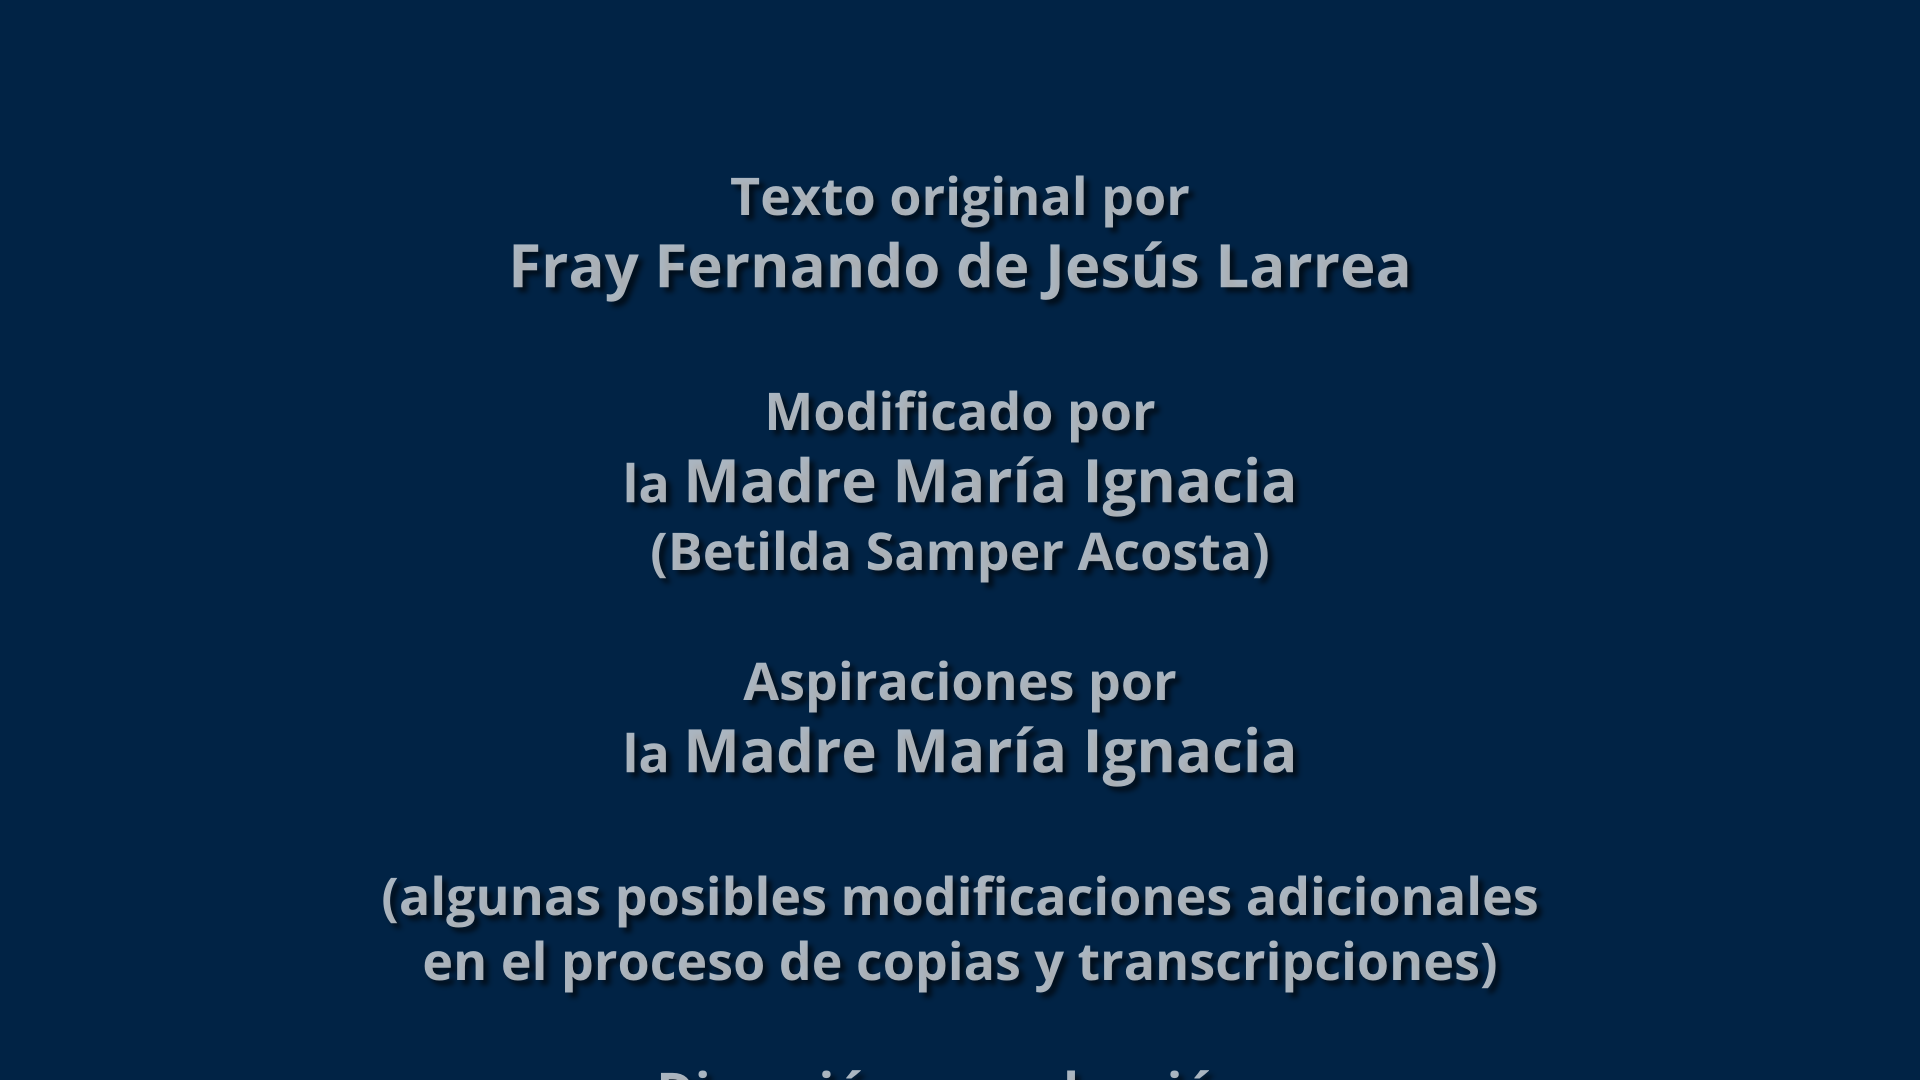 Texto original por
Fray Fernando de Jesús Larrea
Modificado por
la Madre María Ignacia
(Betilda Samper Acosta)
Aspiraciones por
la Madre María Ignacia
(algunas posibles modificaciones adicionales
en el proceso de copias y transcripciones)